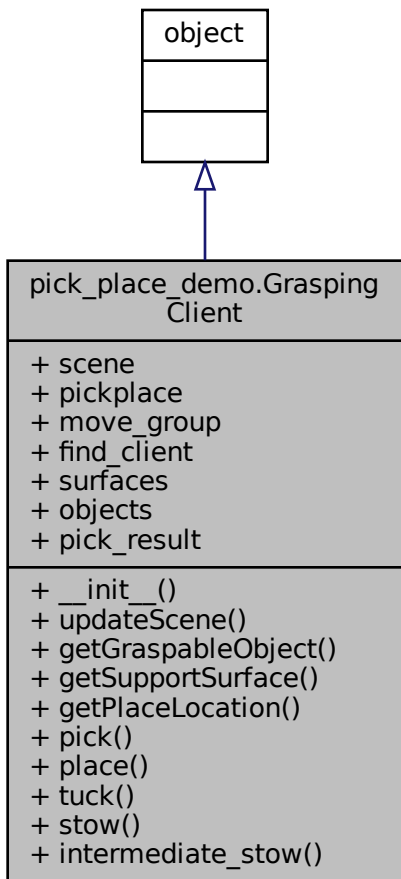 object
pick_place_demo.Grasping
Client
+ scene
+ pickplace
+ move_group
+ find_client
+ surfaces
+ objects
+ pick_result
+ __init__()
+ updateScene()
+ getGraspableObject()
+ getSupportSurface()
+ getPlaceLocation()
+ pick()
+ place()
+ tuck()
+ stow()
+ intermediate_stow()